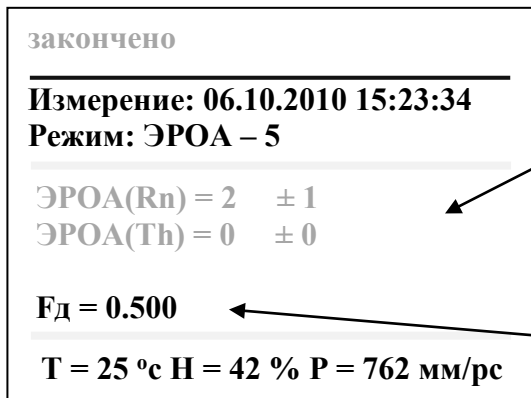 закончено
Измерение: 06.10.2010 15:23:34
Режим: ЭРОА – 5
ЭРОА(Rn) = 2 ± 1
ЭРОА(Th) = 0 ± 0
Fд = 0.500
T = 25 ºс H = 42 % P = 762 мм/рс